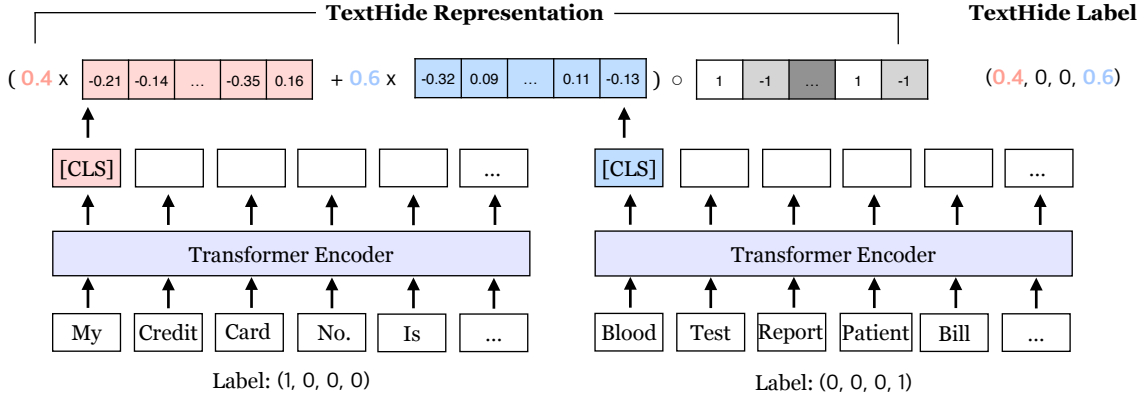 TextHide Representation TextHide Label
( 0.4 x -0.21 -0.14 ... -0.35 0.16 + 0.6 x -0.32 0.09 ... 0.11 -0.13 ) ○ 1 -1 ... 1 -1 (0.4, 0, 0, 0.6)
[CLS] ... [CLS] ...
Transformer Encoder Transformer Encoder
My Credit Card No. Is ... Blood Test Report Patient Bill ...
Label: (1, 0, 0, 0) Label: (0, 0, 0, 1)